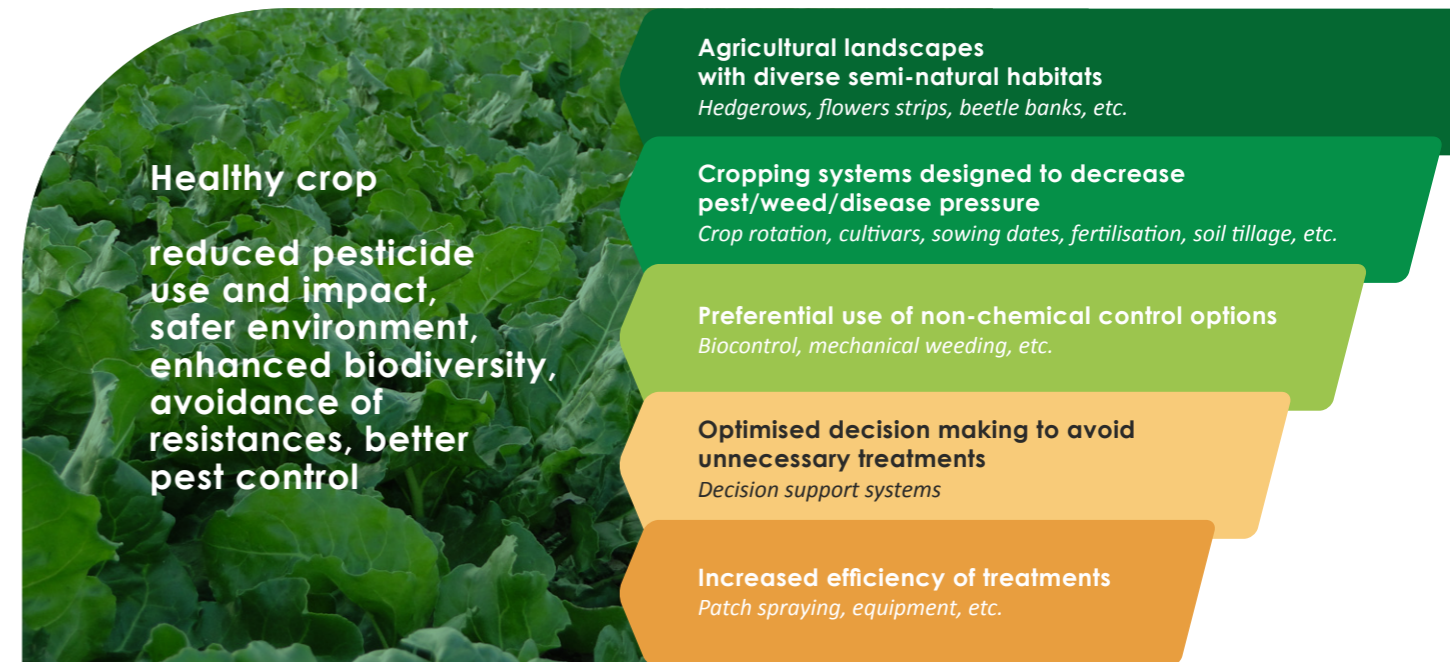 Healthy crop
reduced pesticide
use and impact,
safer environment,
enhanced biodiversity,
avoidance of
resistances, better
pest control
Agricultural landscapes
with diverse semi-natural habitats
Hedgerows, flowers strips, beetle banks, etc.
Cropping systems designed to decrease
pest/weed/disease pressure
Crop rotation, cultivars, sowing dates, fertilisation, soil tillage, etc.
Preferential use of non-chemical control options
Biocontrol, mechanical weeding, etc.
Optimised decision making to avoid
unnecessary treatments
Decision support systems
Increased efficiency of treatments
Patch spraying, equipment, etc.